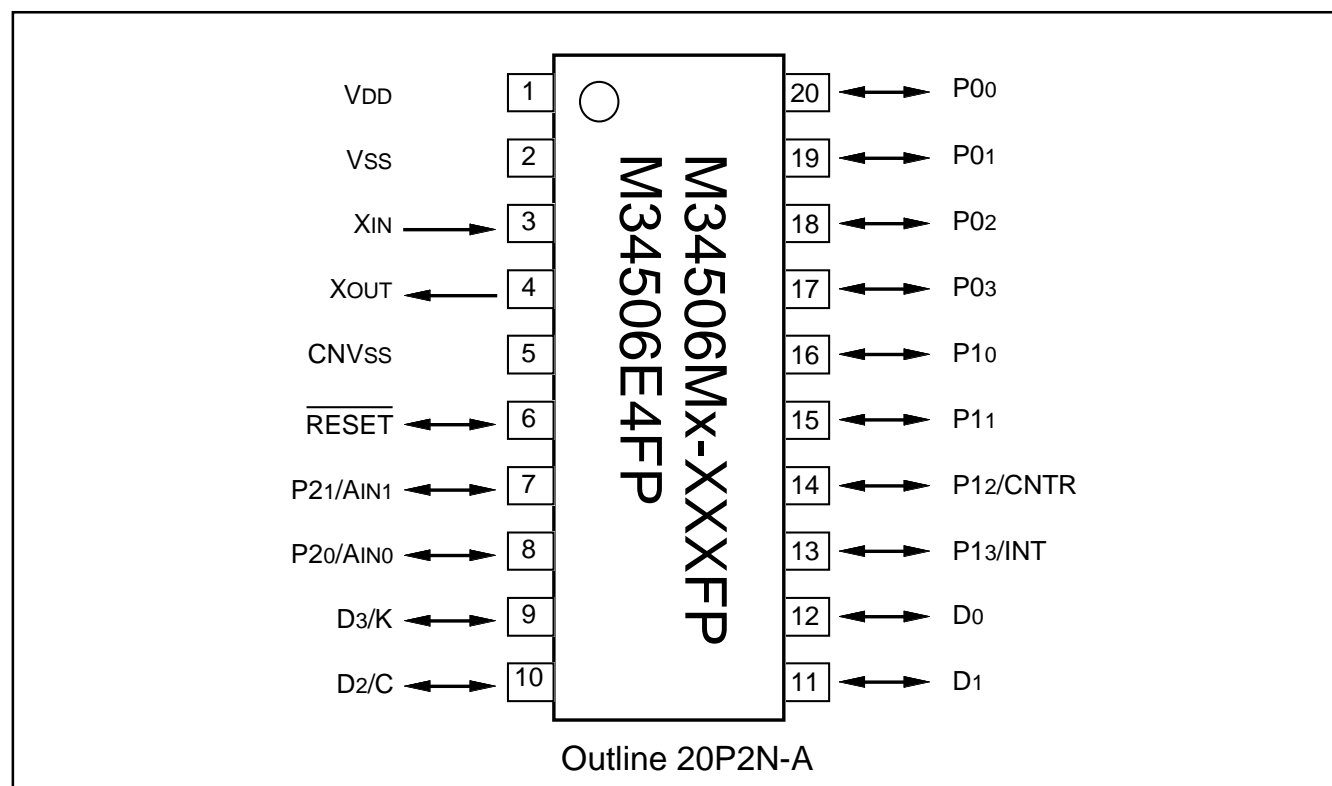 VDD 1 20 P00
VSS 2 19 P01
XIN 3 18 P02
XOUT 4 17 P03
CNVSS 5 16 P10
RESET 6 15 P11
P21/AIN1 7 14 P12/CNTR
P20/AIN0 8 13 P13/INT
D3/K 9 12 D0
D2/C 10 11 D1
M34506Mx-XXXFP
M34506E4FP
Outline 20P2N-A